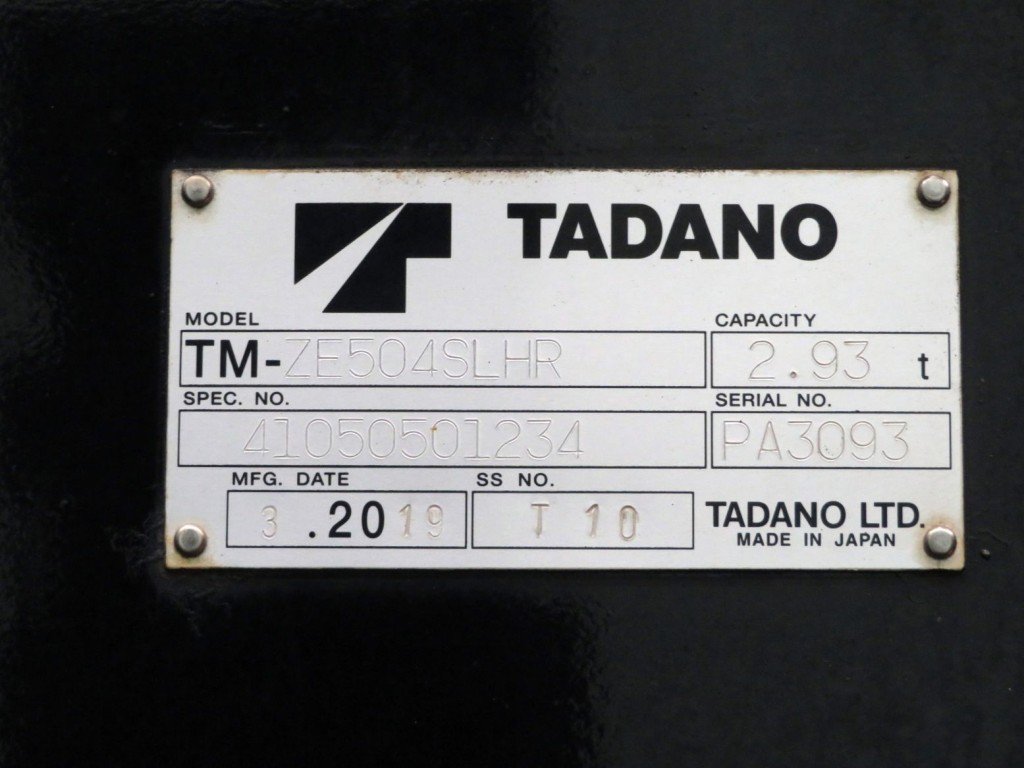 TADANO
MODEL CAPACITY
TM-ZE504SLHR 2.93 t
SPEC. NO. SERIAL NO.
41050501234 PA3093
MFG. DATE SS NO.
3 .2019 T 10 TADANO LTD.
MADE IN JAPAN